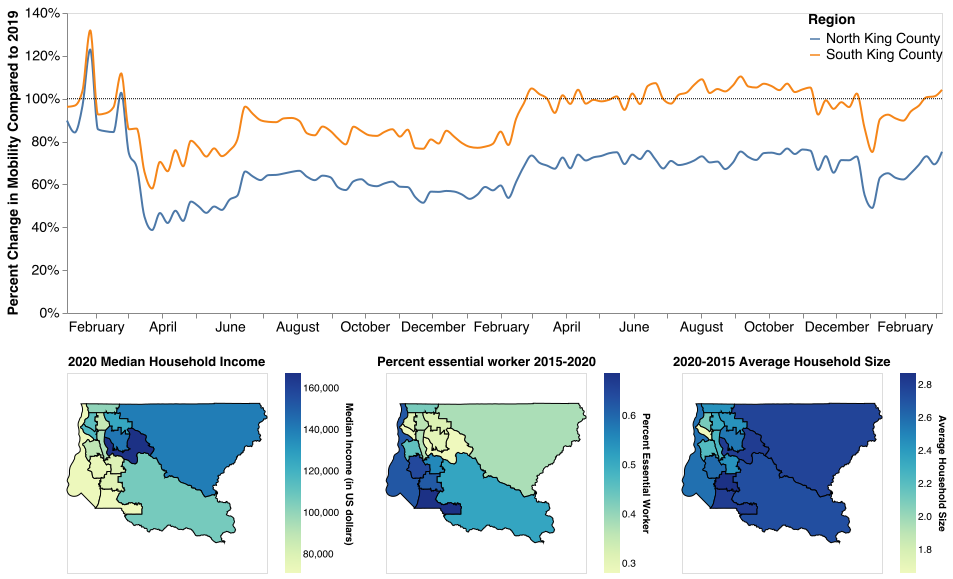 Percent Change in Mobility Compared to 2019
140%
120%
100%
80%
60%
40%
20%
0%
Region
North King County
South King County
February
April
June
August
October
December
February
April
June
August
October
December
February
2020 Median Household Income
160,000
140,000
120,000
100,000
80,000
Median Income (in US dollars)
Percent essential worker 2015-2020
0.6
0.5
0.4
0.3
Percent Essential Worker
2020-2015 Average Household Size
2.8
2.6
2.4
2.2
2.0
1.8
Average Household Size